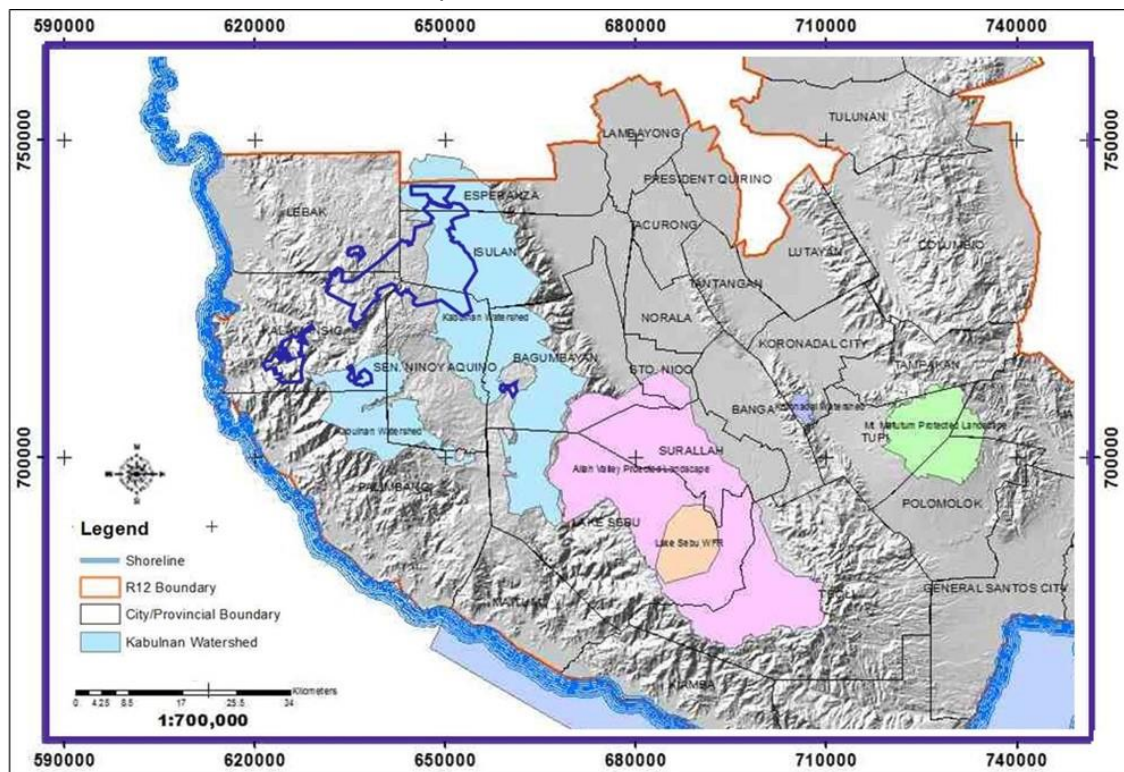 590000 620000 650000 680000 710000 740000
750000 750000
700000 700000
LAMBAYONG
TULUNAN
PRESIDENT QUIRINO
ESPERANZA
LEBAK
TACURONG
LUTAYAN
COLUMBIO
ISULAN
TANTANGAN
Kabulnan Watershed
NORALA
KORONADAL CITY
SEN. NINOY AQUINO
BAGUMBAYAN
STO. NIÑO
TAMPAKAN
BANGA
Koronadal Watershed
Mt. Matutum Protected Landscape
TUPI
Kabulnan Watershed
SURALLAH
Allah Valley Protected Landscape
PALIMBANG
POLOMOLOK
LAKE SEBU
Lake Sebu WFR
GENERAL SANTOS CITY
MAITUM
KIAMBA
N
Legend
Shoreline
R12 Boundary
City/Provincial Boundary
Kabulnan Watershed
0 4.25 8.5 17 25.5 34
Kilometers
1:700,000
590000 620000 650000 680000 710000 740000